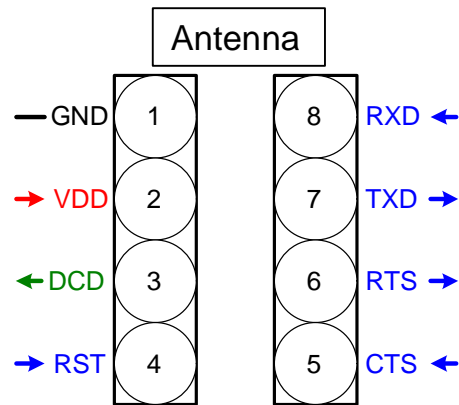 Antenna
GND 1 8 RXD
VDD 2 7 TXD
DCD 3 6 RTS
RST 4 5 CTS